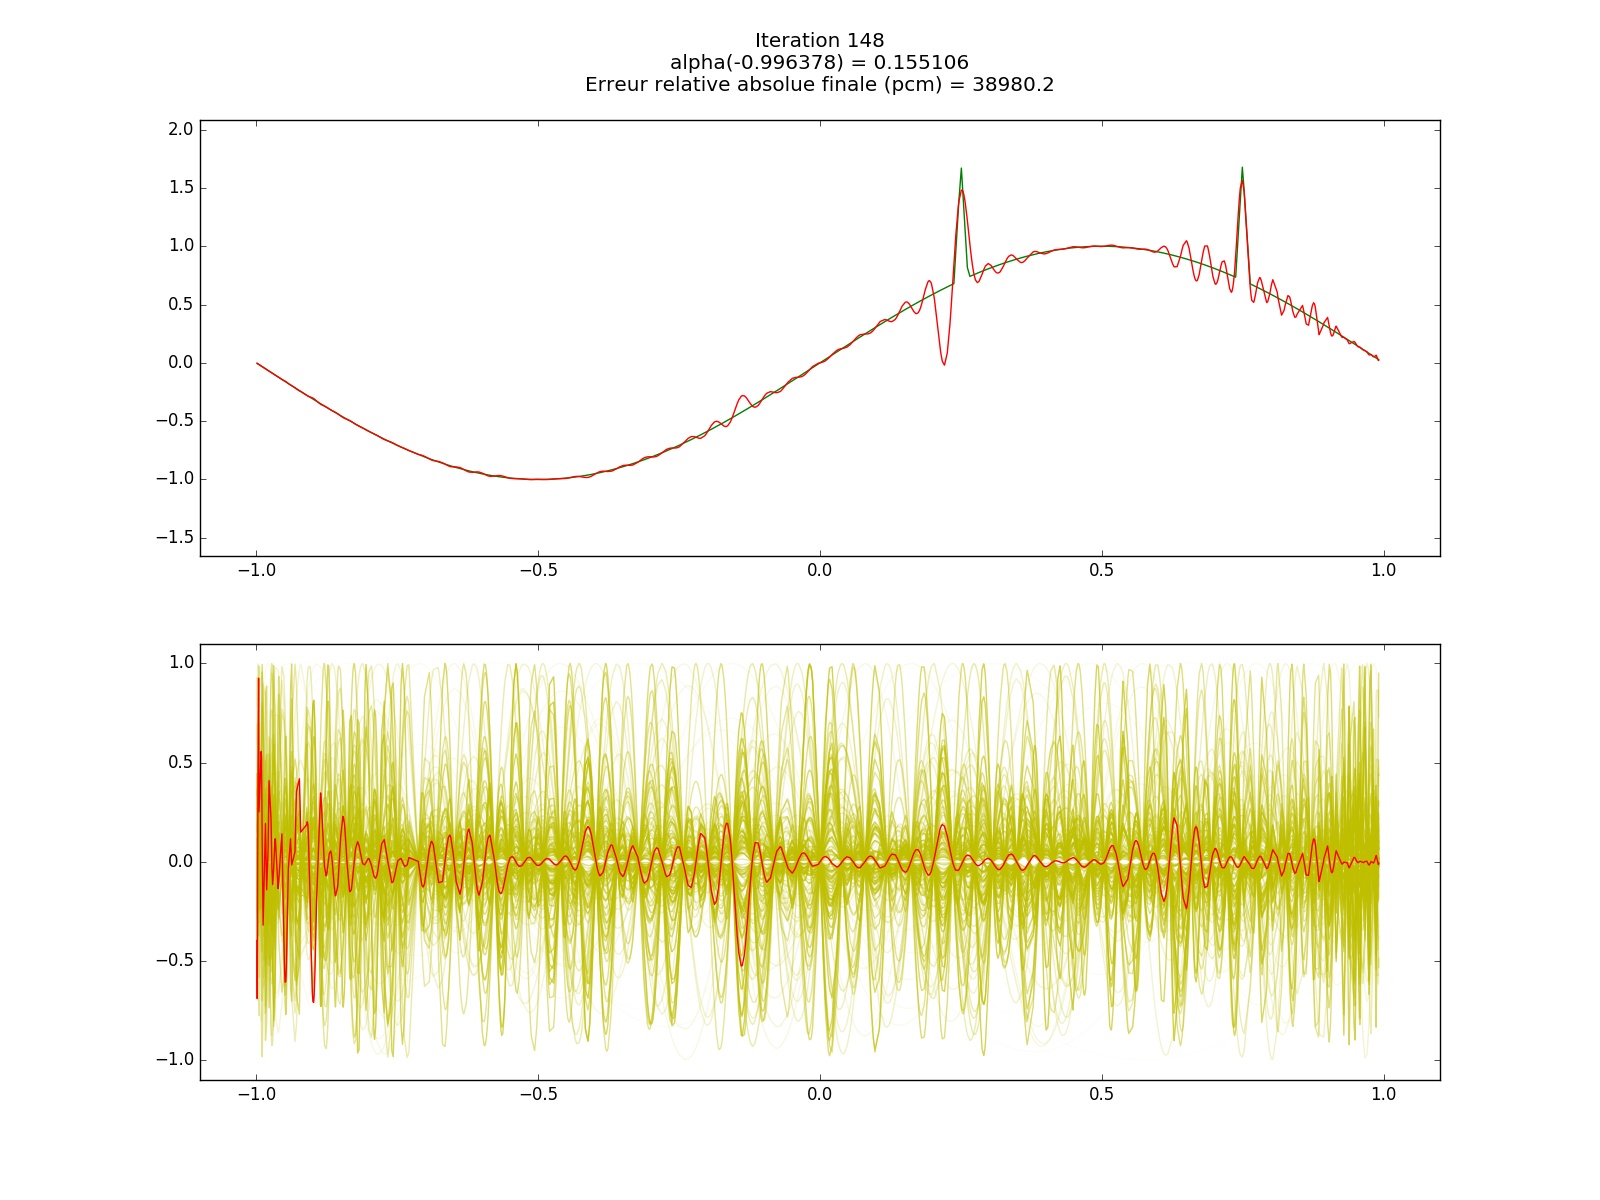 Iteration 148
alpha(-0.996378) = 0.155106
Erreur relative absolue finale (pcm) = 38980.2
2.0
1.5
1.0
0.5
0.0
−0.5
−1.0
−1.5
−1.0 −0.5 0.0 0.5 1.0
1.0
0.5
0.0
−0.5
−1.0
−1.0 −0.5 0.0 0.5 1.0